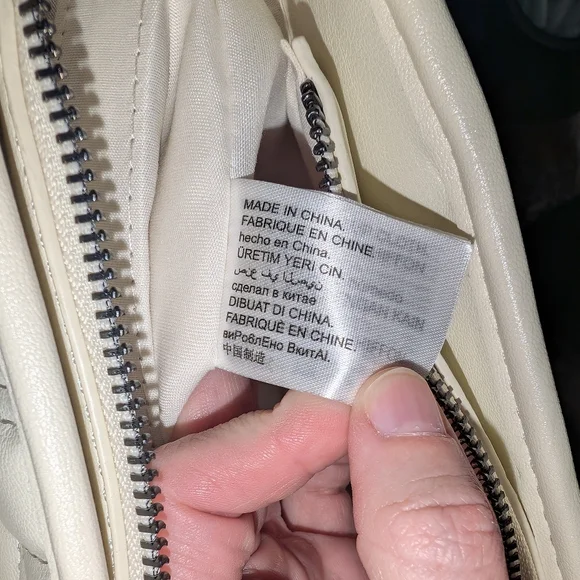 MADE IN CHINA.
FABRIQUE EN CHINE.
hecho en China.
ÜRETIM YERI CiN.
صنع في الصين
сделал в китае
DIBUAT DI CHINA.
FABRIQUÈ EN CHINE.
виРоблЕно ВкитАІ.
中国制造